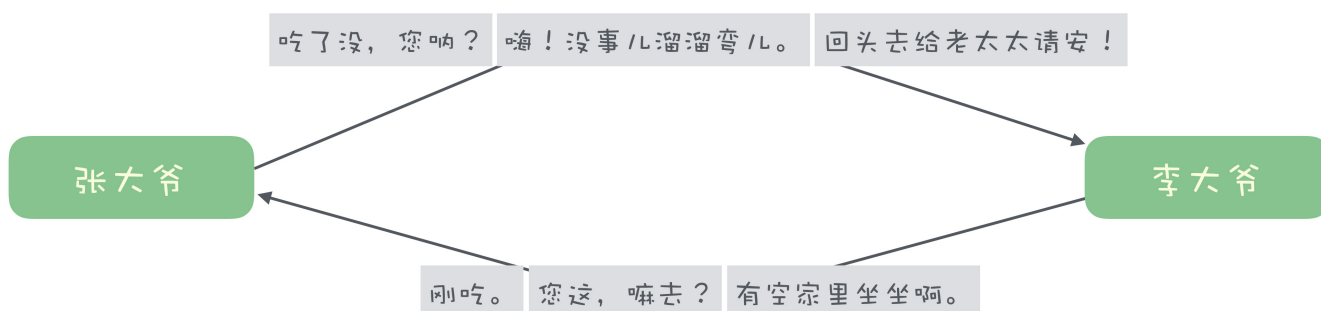 吃了没，您呐？ 嗨！没事儿溜溜弯儿。 回头去给老太太请安！
张大爷 李大爷
刚吃。 您这，嘛去？ 有空家里坐坐啊。